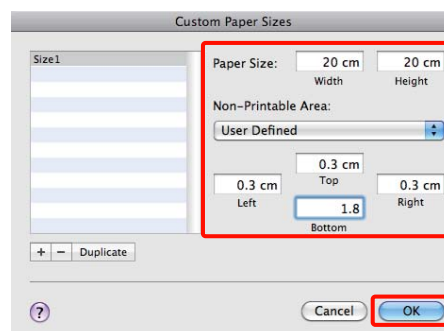 Custom Paper Sizes
Size1
Paper Size: 20 cm 20 cm
Width Height
Non-Printable Area:
User Defined
0.3 cm
Top
0.3 cm 0.3 cm
Left Right
1.8
Bottom
+ − Duplicate
? Cancel OK